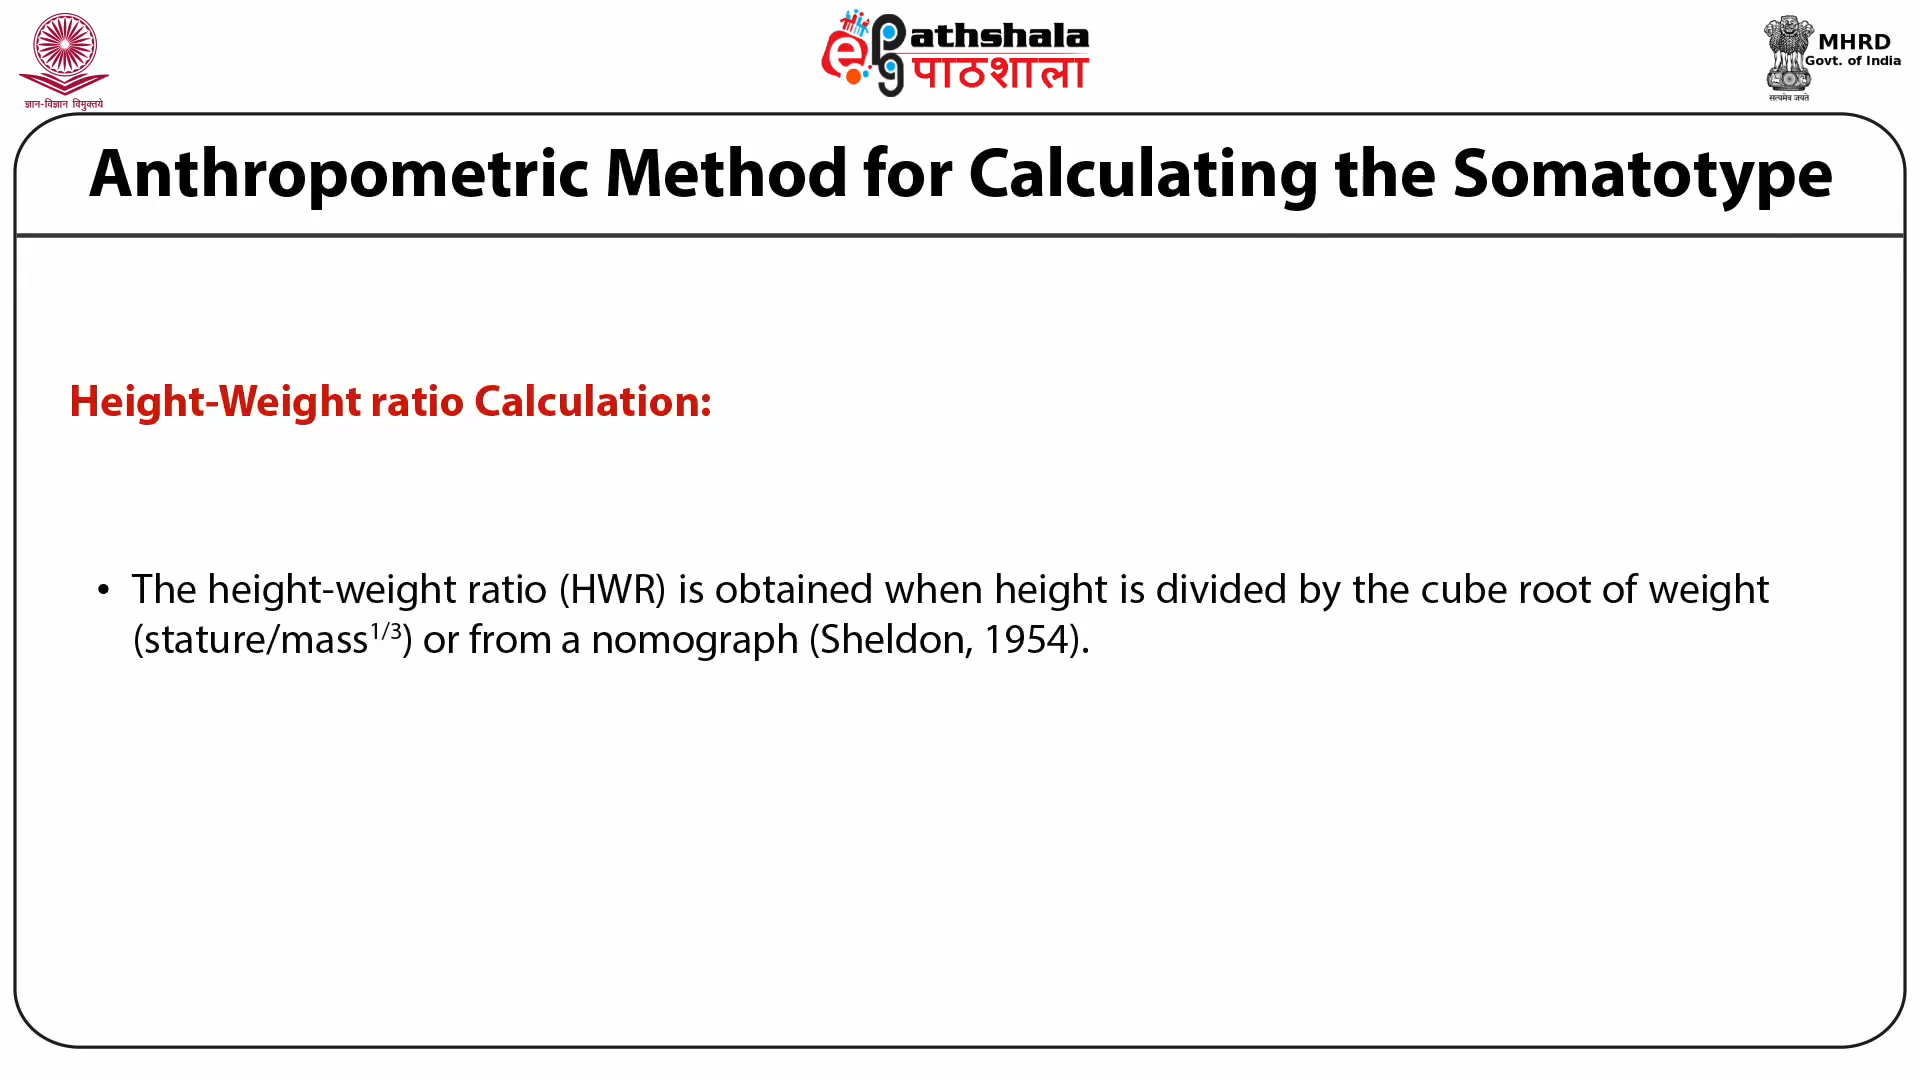 ज्ञान-विज्ञान विमुक्तये
e pg athshala
पाठशाला
MHRD
Govt. of India
सत्यमेव जयते
Anthropometric Method for Calculating the Somatotype
Height-Weight ratio Calculation:
• The height-weight ratio (HWR) is obtained when height is divided by the cube root of weight
(stature/mass¹/³) or from a nomograph (Sheldon, 1954).